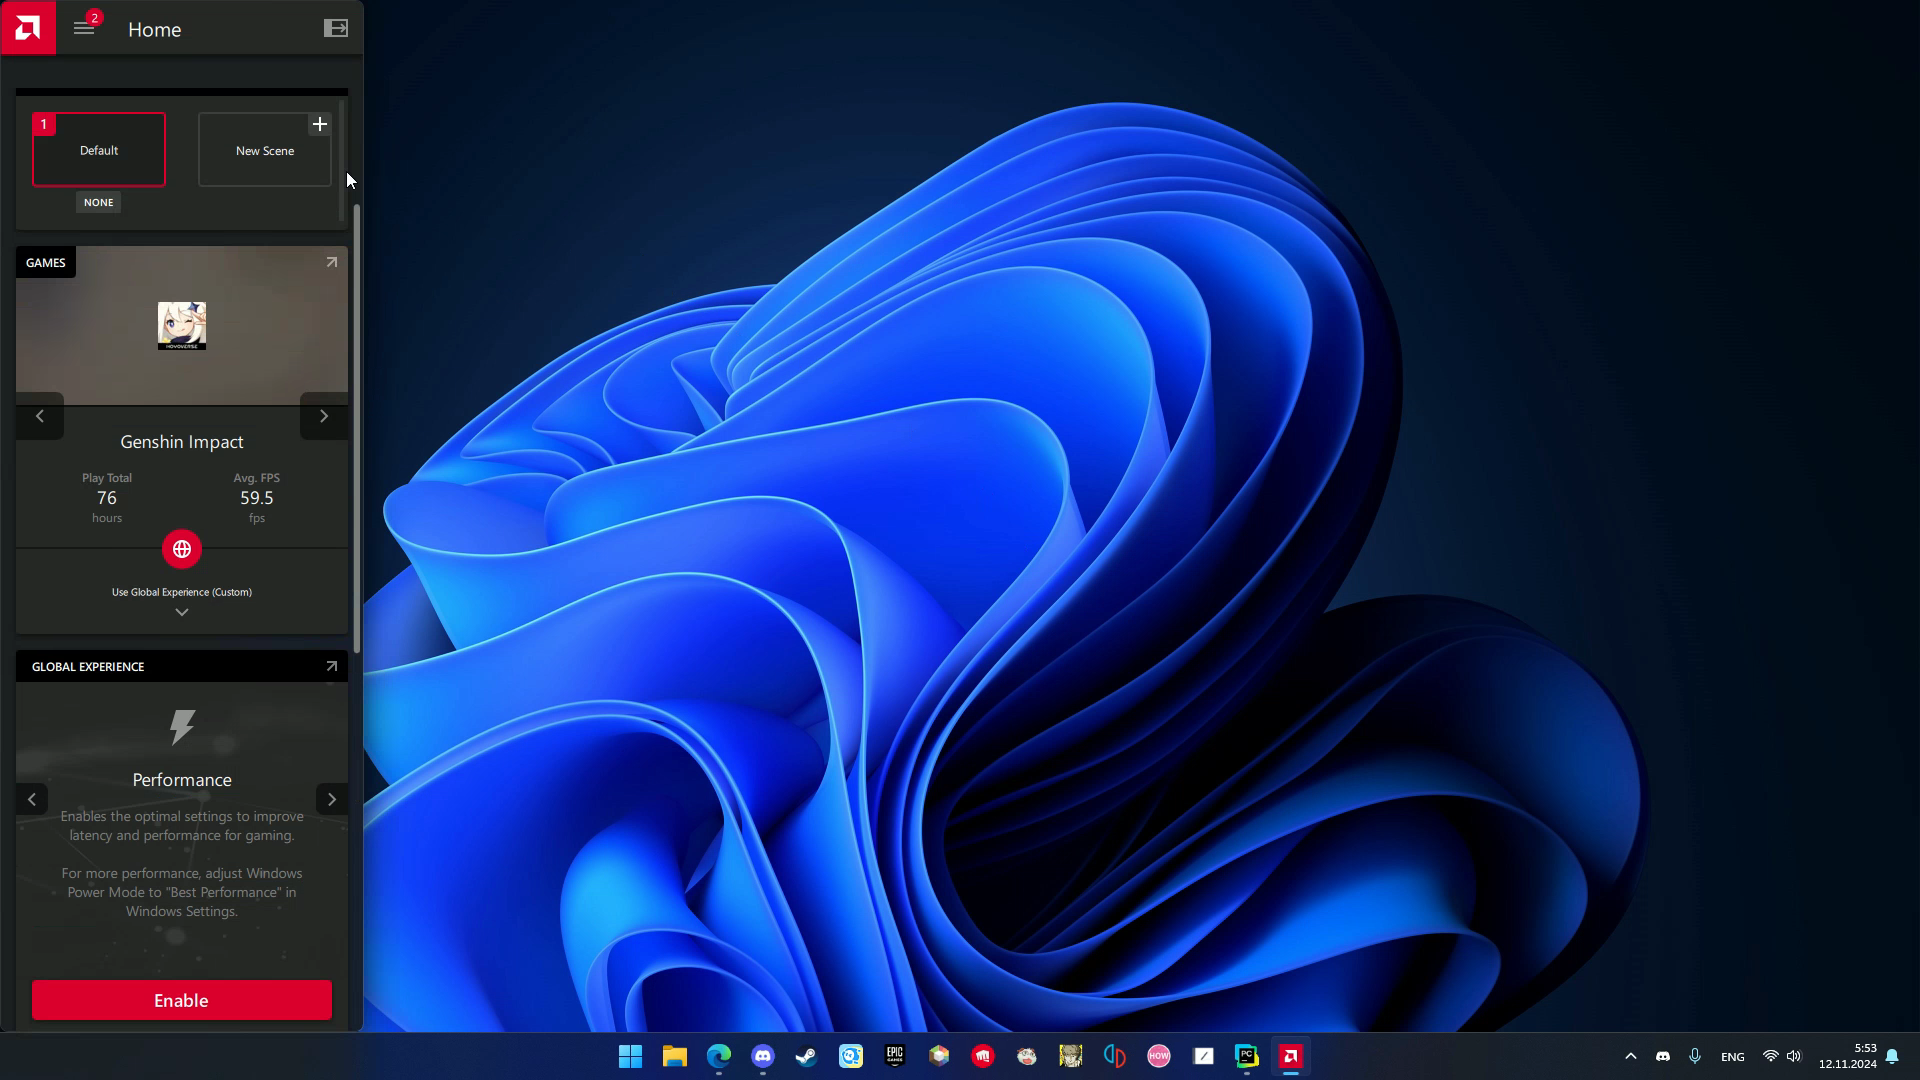 2
Home
1
Default
New Scene
NONE
GAMES
HOYOVERSE
Genshin Impact
Play Total
76
hours
Avg. FPS
59.5
fps
Use Global Experience (Custom)
GLOBAL EXPERIENCE
Performance
Enables the optimal settings to improve
latency and performance for gaming.
For more performance, adjust Windows
Power Mode to "Best Performance" in
Windows Settings.
Enable
EPIC
GAMES
HOW
PC
ENG
5:53
12.11.2024